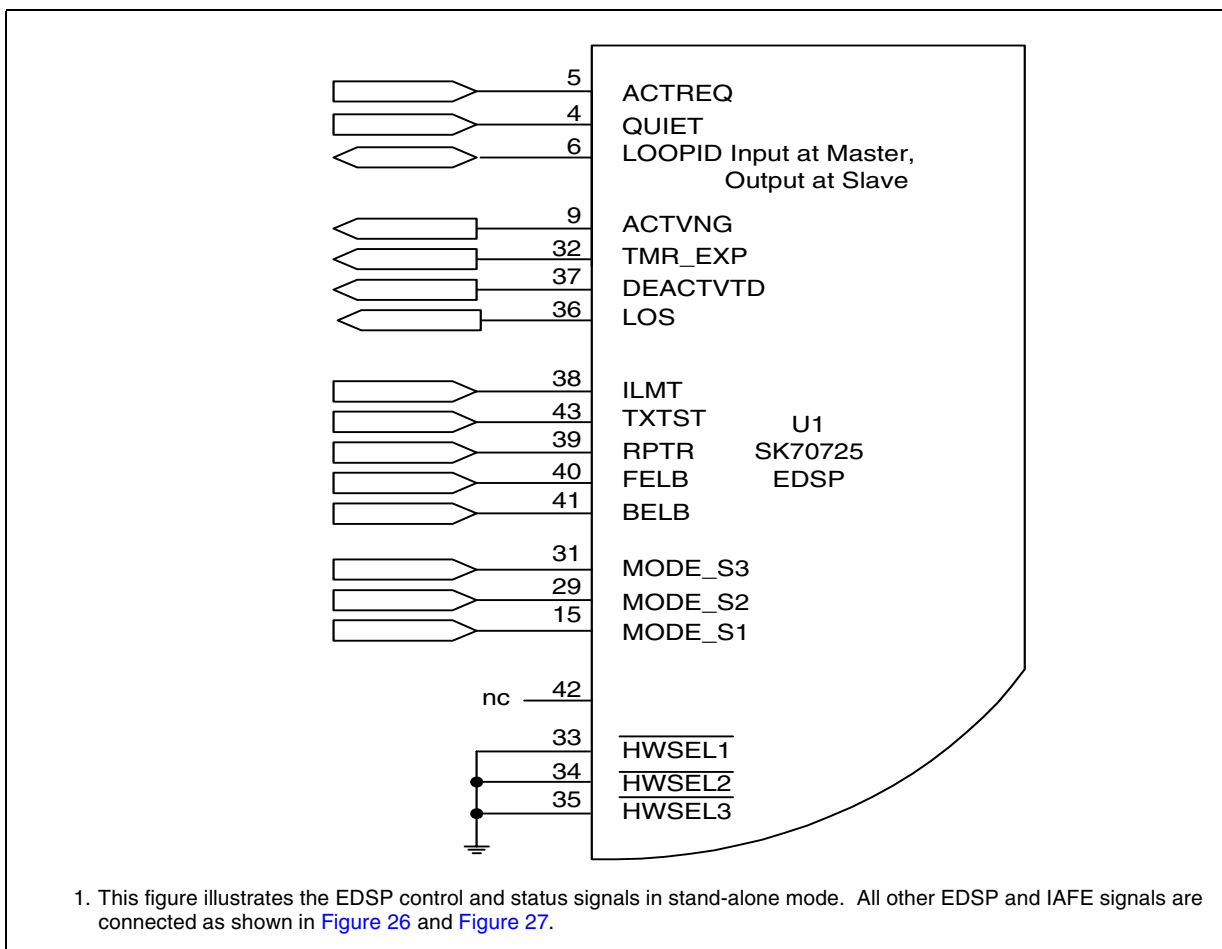 5 ACTREQ
4 QUIET
6 LOOPID Input at Master,
Output at Slave
9 ACTVNG
32 TMR_EXP
37 DEACTVTD
36 LOS
38 ILMT
43 TXTST
39 RPTR
40 FELB
41 BELB
U1
SK70725
EDSP
31 MODE_S3
29 MODE_S2
15 MODE_S1
nc 42
33 HWSEL1
34 HWSEL2
35 HWSEL3
1. This figure illustrates the EDSP control and status signals in stand-alone mode. All other EDSP and IAFE signals are
connected as shown in Figure 26 and Figure 27.